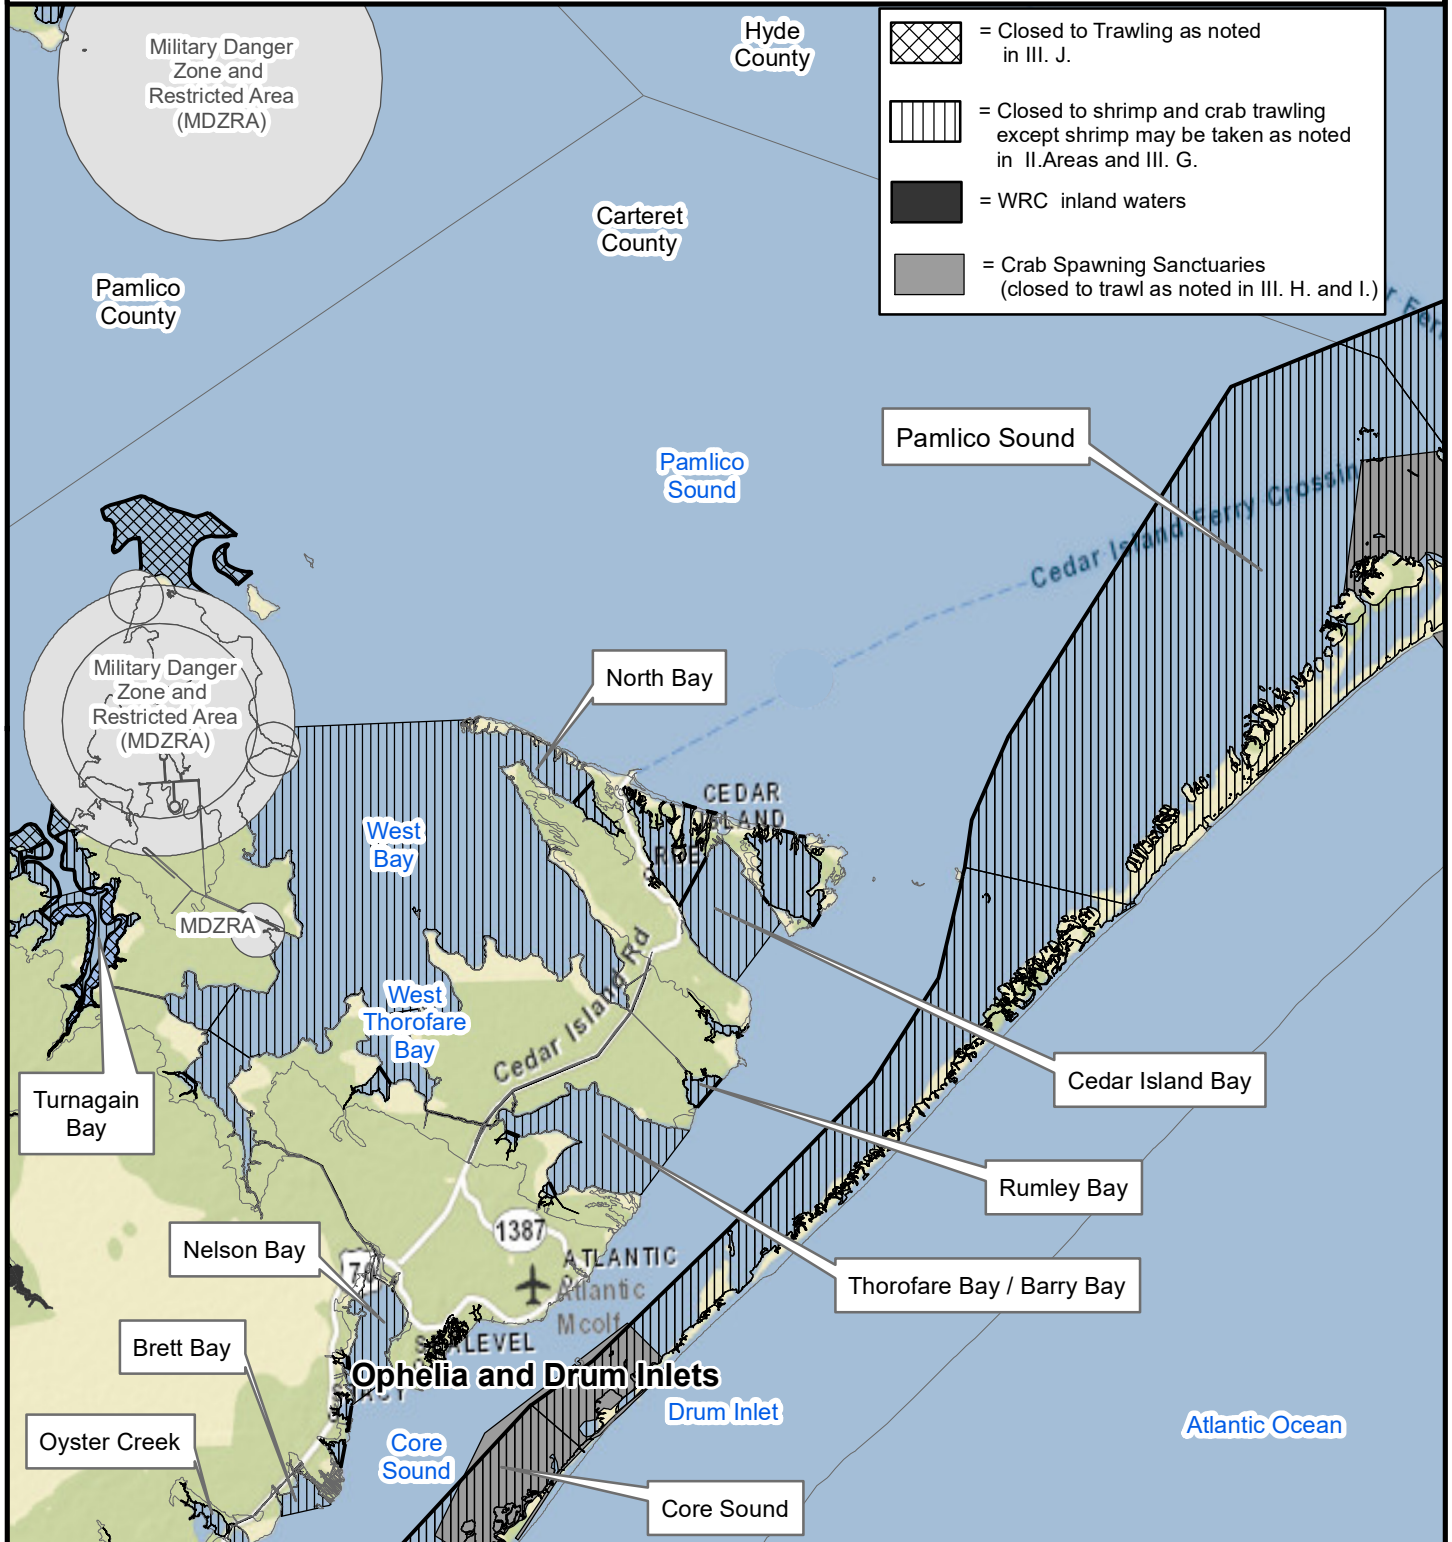 Military Danger
Zone and
Restricted Area
(MDZRA)
Hyde
County
= Closed to Trawling as noted
in III. J.
= Closed to shrimp and crab trawling
except shrimp may be taken as noted
in II.Areas and III. G.
= WRC inland waters
= Crab Spawning Sanctuaries
(closed to trawl as noted in III. H. and I.)
Carteret
County
Pamlico
County
Pamlico Sound
Pamlico
Sound
Cedar Island Ferry Crossin
Military Danger
Zone and
Restricted Area
(MDZRA)
North Bay
CEDAR
ISLAND
West
Bay
MDZRA
Cedar Island Rd
West
Thorofare
Bay
Cedar Island Bay
Turnagain
Bay
Rumley Bay
1387
Nelson Bay
ATLANTIC
Atlantic
Mcolf
Thorofare Bay / Barry Bay
Brett Bay
Ophelia and Drum Inlets
Drum Inlet
Atlantic Ocean
Oyster Creek
Core
Sound
Core Sound